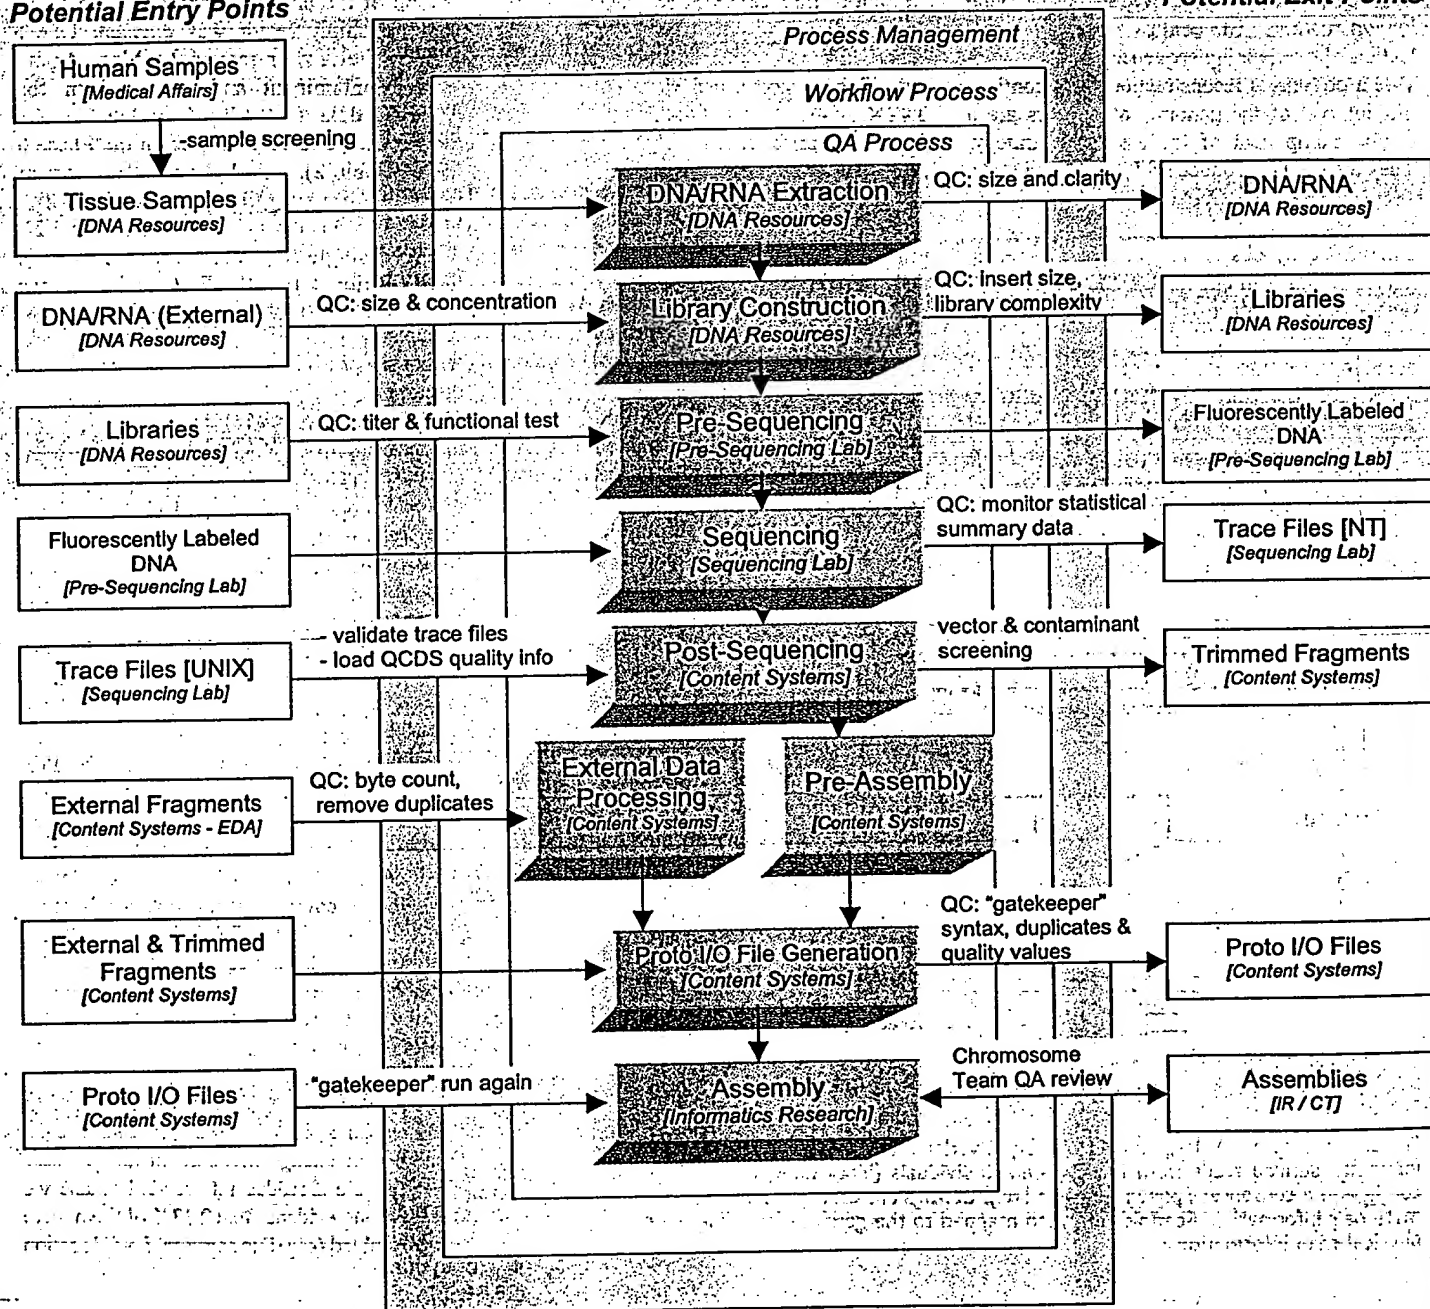 Potential Entry Points
Potential Exit Points
Process Management
Workflow Process
QA Process
Human Samples
[Medical Affairs]
-sample screening
Tissue Samples
[DNA Resources]
DNA/RNA Extraction
[DNA Resources]
QC: size and clarity
DNA/RNA
[DNA Resources]
DNA/RNA (External)
[DNA Resources]
QC: size & concentration
Library Construction
[DNA Resources]
QC: insert size,
library complexity
Libraries
[DNA Resources]
Libraries
[DNA Resources]
QC: titer & functional test
Pre-Sequencing
[Pre-Sequencing Lab]
Fluorescently Labeled
DNA
[Pre-Sequencing Lab]
Fluorescently Labeled
DNA
[Pre-Sequencing Lab]
Sequencing
[Sequencing Lab]
QC: monitor statistical
summary data
Trace Files [NT]
[Sequencing Lab]
Trace Files [UNIX]
[Sequencing Lab]
- validate trace files
- load QCDS quality info
Post-Sequencing
[Content Systems]
vector & contaminant
screening
Trimmed Fragments
[Content Systems]
External Fragments
[Content Systems - EDA]
QC: byte count,
remove duplicates
External Data
Processing
[Content Systems]
Pre-Assembly
[Content Systems]
External & Trimmed
Fragments
[Content Systems]
Proto I/O File Generation
[Content Systems]
QC: "gatekeeper"
syntax, duplicates &
quality values
Proto I/O Files
[Content Systems]
Proto I/O Files
[Content Systems]
"gatekeeper" run again
Assembly
[Informatics Research]
Chromosome
Team QA review
Assemblies
[IR / CT]